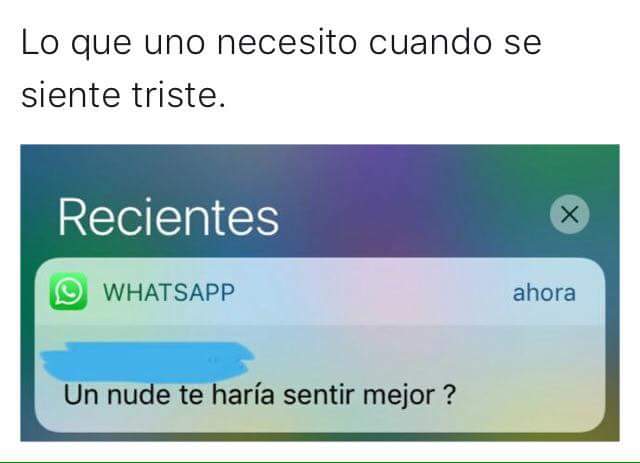 Lo que uno necesito cuando se
siente triste.
Recientes
WHATSAPP ahora
Un nude te haría sentir mejor ?